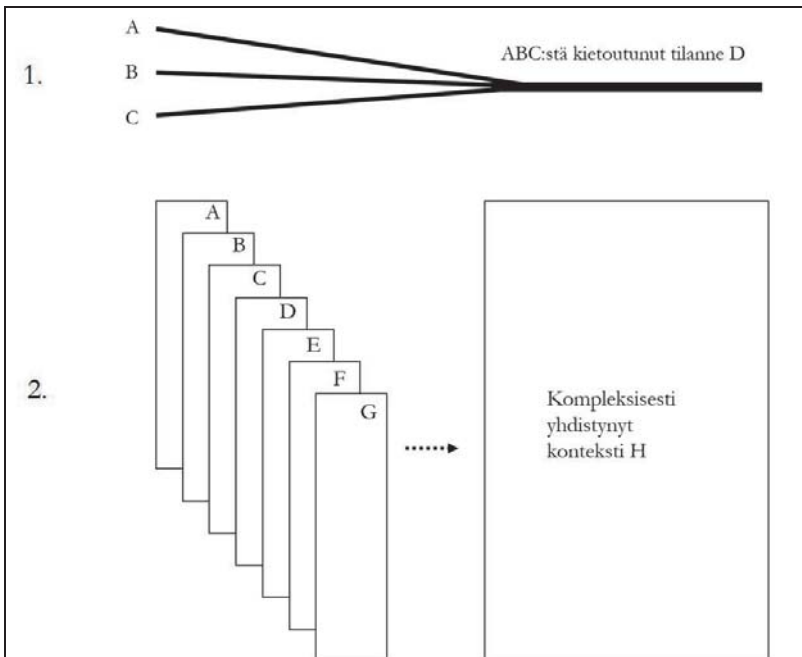 A
ABC:stä kietoutunut tilanne D
1.
B
C
A
B
C
D
E
F
2.
G
Kompleksisesti
yhdistynyt
konteksti H